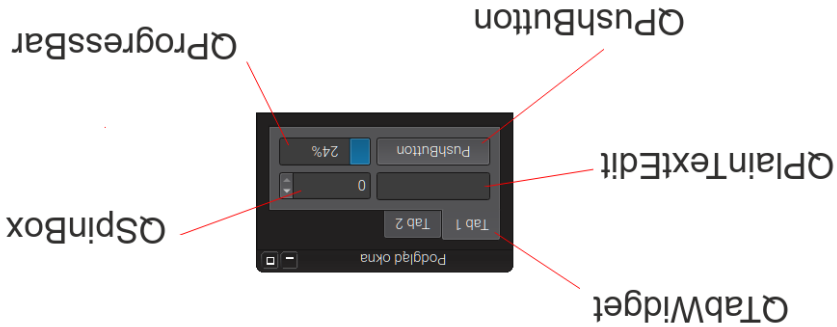 QTabWidget
Podgląd okna
Tab 1 Tab 2
QSpinBox
0
QPlainTextEdit
PushButton 24%
QProgressBar
QPushButton